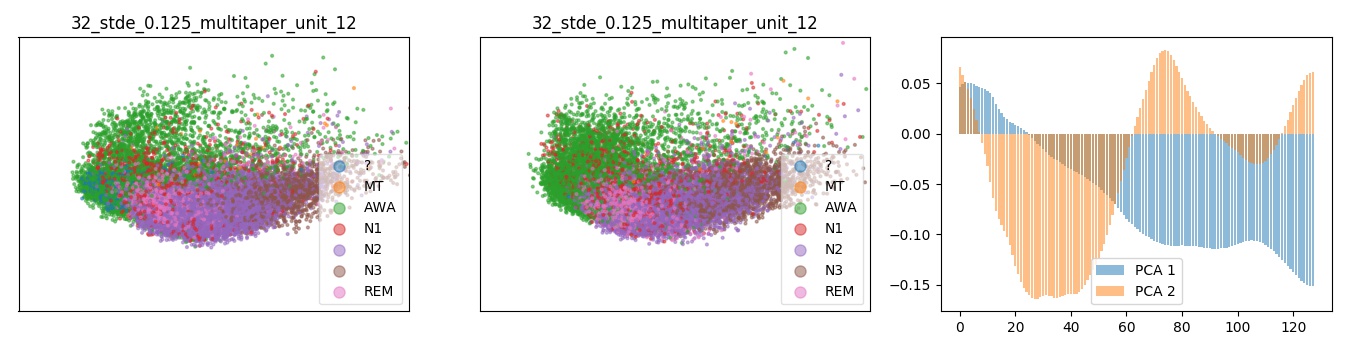 32_stde_0.125_multitaper_unit_12
?
MT
AWA
N1
N2
N3
REM
32_stde_0.125_multitaper_unit_12
?
MT
AWA
N1
N2
N3
REM
0.05
0.00
−0.05
−0.10
−0.15
PCA 1
PCA 2
0 20 40 60 80 100 120